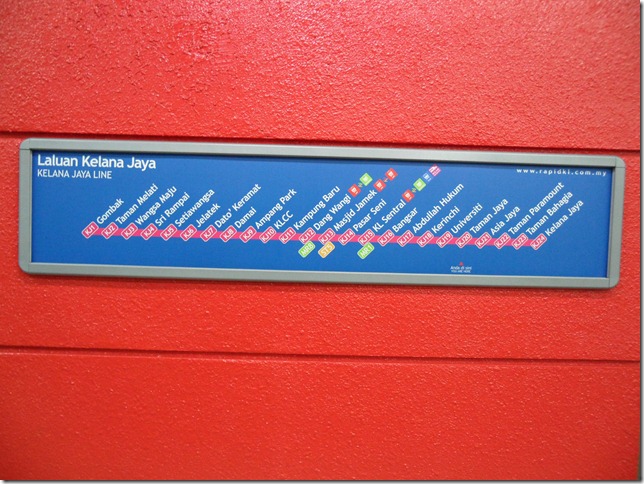 Laluan Kelana Jaya
KELANA JAYA LINE
www.rapidkl.com.my
KJ1 Gombak
KJ2 Taman Melati
KJ3 Wangsa Maju
KJ4 Sri Rampai
KJ5 Setiawangsa
KJ6 Jelatek
KJ7 Dato' Keramat
KJ8 Damai
KJ9 Ampang Park
KJ10 KLCC
KJ11 Kampung Baru
KJ12 Dang Wangi
KJ13 Masjid Jamek
KJ14 Pasar Seni
KJ15 KL Sentral
KJ16 Bangsar
KJ17 Abdullah Hukum
KJ18 Kerinchi
KJ19 Universiti
KJ20 Taman Jaya
KJ21 Asia Jaya
KJ22 Taman Paramount
KJ23 Taman Bahagia
KJ24 Kelana Jaya